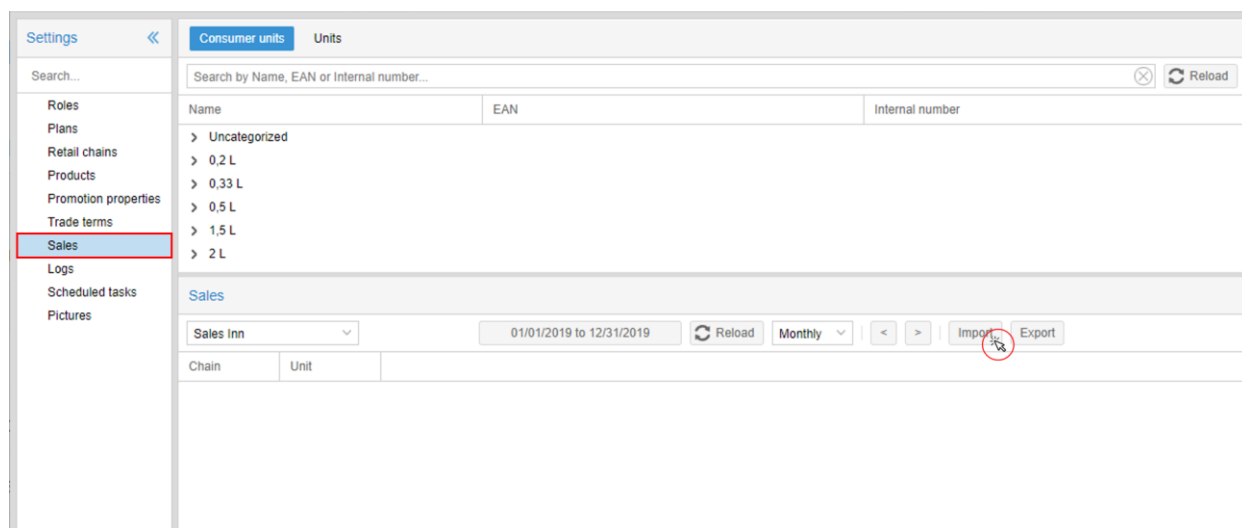 Settings
Search...
Roles
Plans
Retail chains
Products
Promotion properties
Trade terms
Sales
Logs
Scheduled tasks
Pictures
Consumer units Units
Search by Name, EAN or Internal number... Reload
Name EAN Internal number
Uncategorized
0,2 L
0,33 L
0,5 L
1,5 L
2 L
Sales
Sales Inn 01/01/2019 to 12/31/2019 Reload Monthly < > Import Export
Chain Unit